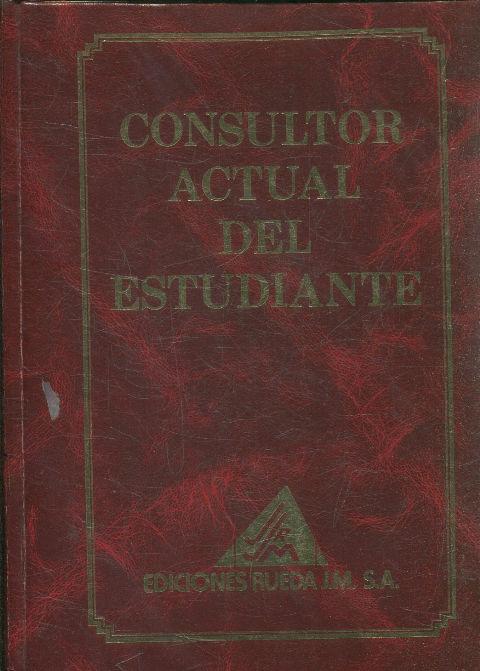 CONSULTOR
ACTUAL
DEL
ESTUDIANTE
EDICIONES RUEDA J.M. S.A.